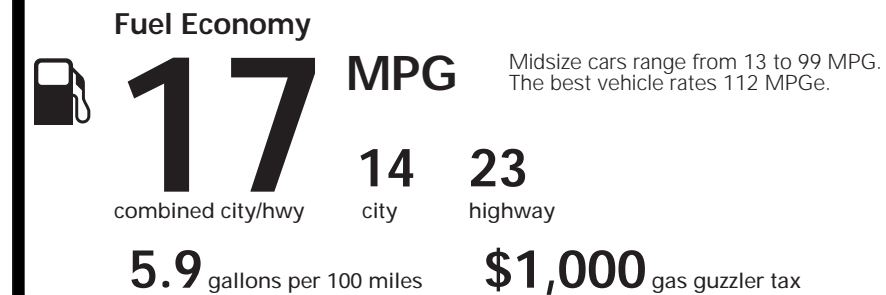 Fuel Economy
17 MPG
Midsize cars range from 13 to 99 MPG.
The best vehicle rates 112 MPGe.
14 23
combined city/hwy city highway
5.9 gallons per 100 miles $1,000 gas guzzler tax